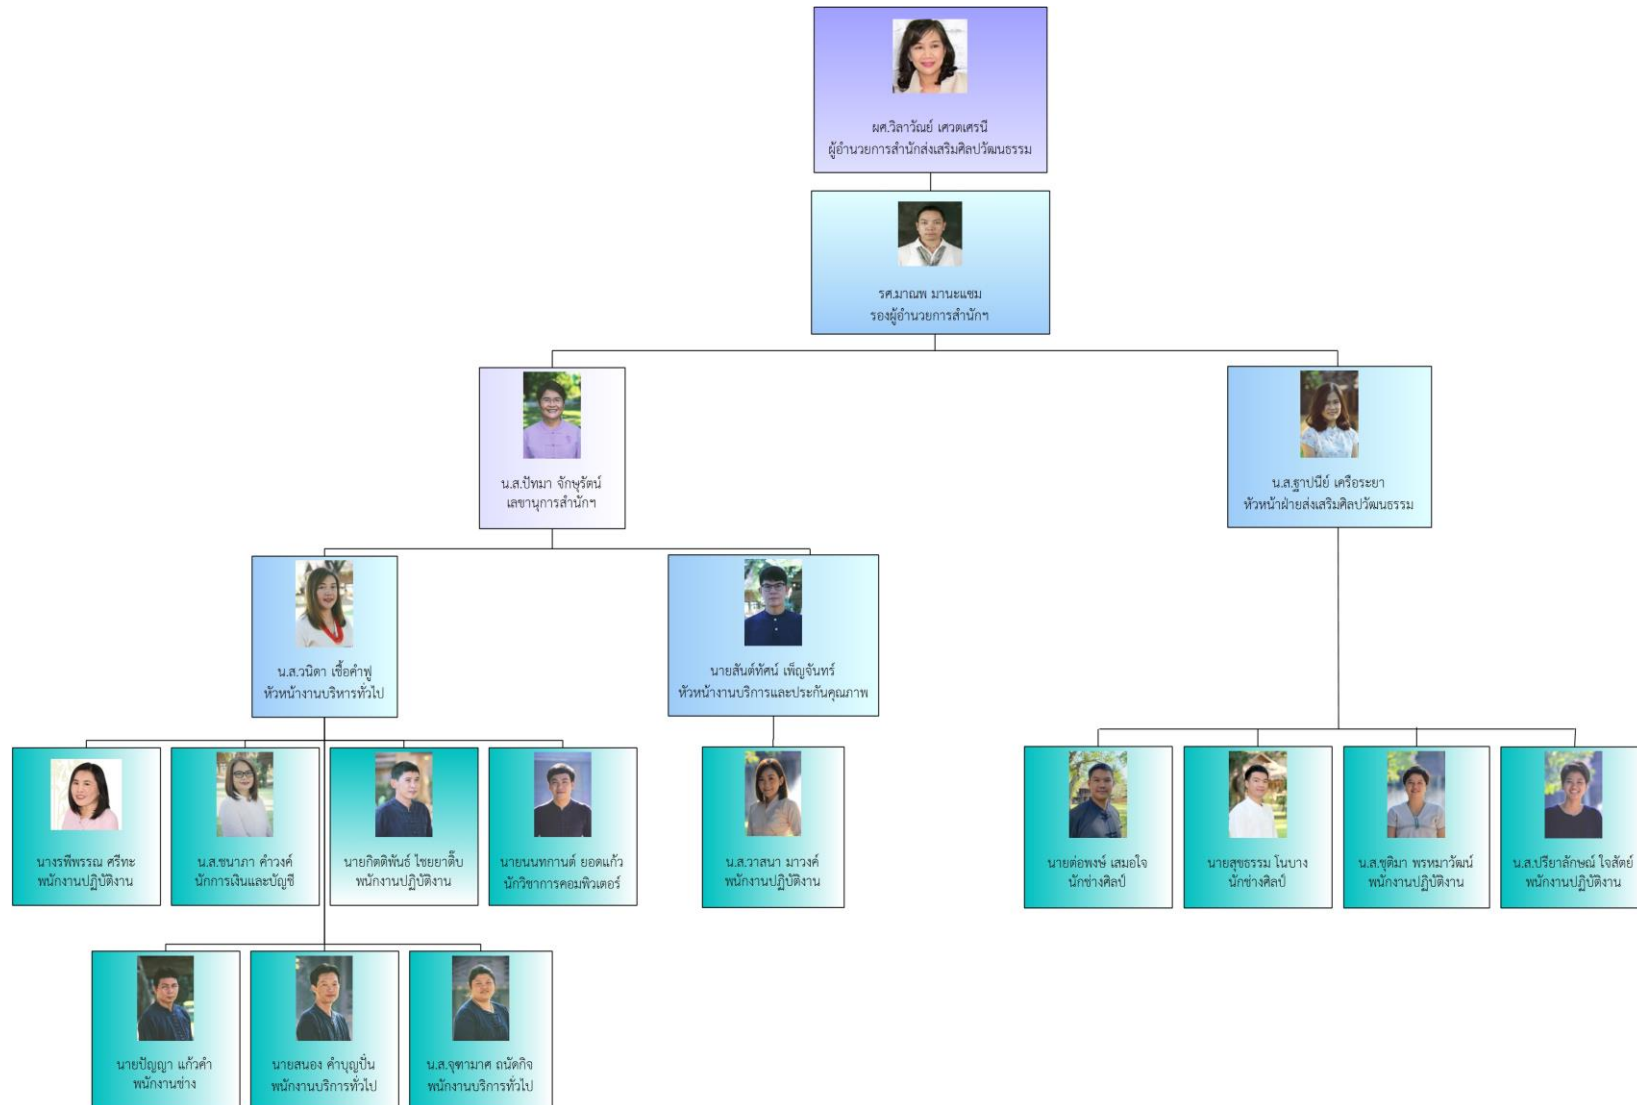 ผศ.วิลาวัณย์ เศวตเศรนี
ผู้อำนวยการสำนักส่งเสริมศิลปวัฒนธรรม
รศ.มาณพ มานะแซม
รองผู้อำนวยการสำนักฯ
น.ส.ปัทมา จักษุรัตน์
เลขานุการสำนักฯ
น.ส.ฐาปนีย์ เครือระยา
หัวหน้าฝ่ายส่งเสริมศิลปวัฒนธรรม
น.ส.วนิดา เชื้อคำฟู
หัวหน้างานบริหารทั่วไป
นายสันต์ทัศน์ เพ็ญจันทร์
หัวหน้างานบริการและประกันคุณภาพ
นางรพีพรรณ ศรีทะ
พนักงานปฏิบัติงาน
น.ส.ชนาภา คำวงค์
นักการเงินและบัญชี
นายกิตติพันธ์ ไชยยาติ๊บ
พนักงานปฏิบัติงาน
นายนนทกานต์ ยอดแก้ว
นักวิชาการคอมพิวเตอร์
น.ส.วาสนา มาวงค์
พนักงานปฏิบัติงาน
นายต่อพงษ์ เสมอใจ
นักช่างศิลป์
นายสุขธรรม โนบาง
นักช่างศิลป์
น.ส.ชุติมา พรหมาวัฒน์
พนักงานปฏิบัติงาน
น.ส.ปรียาลักษณ์ ใจสัตย์
พนักงานปฏิบัติงาน
นายปัญญา แก้วคำ
พนักงานช่าง
นายสนอง คำบุญปั่น
พนักงานบริการทั่วไป
น.ส.จุฑามาศ ถนัดกิจ
พนักงานบริการทั่วไป